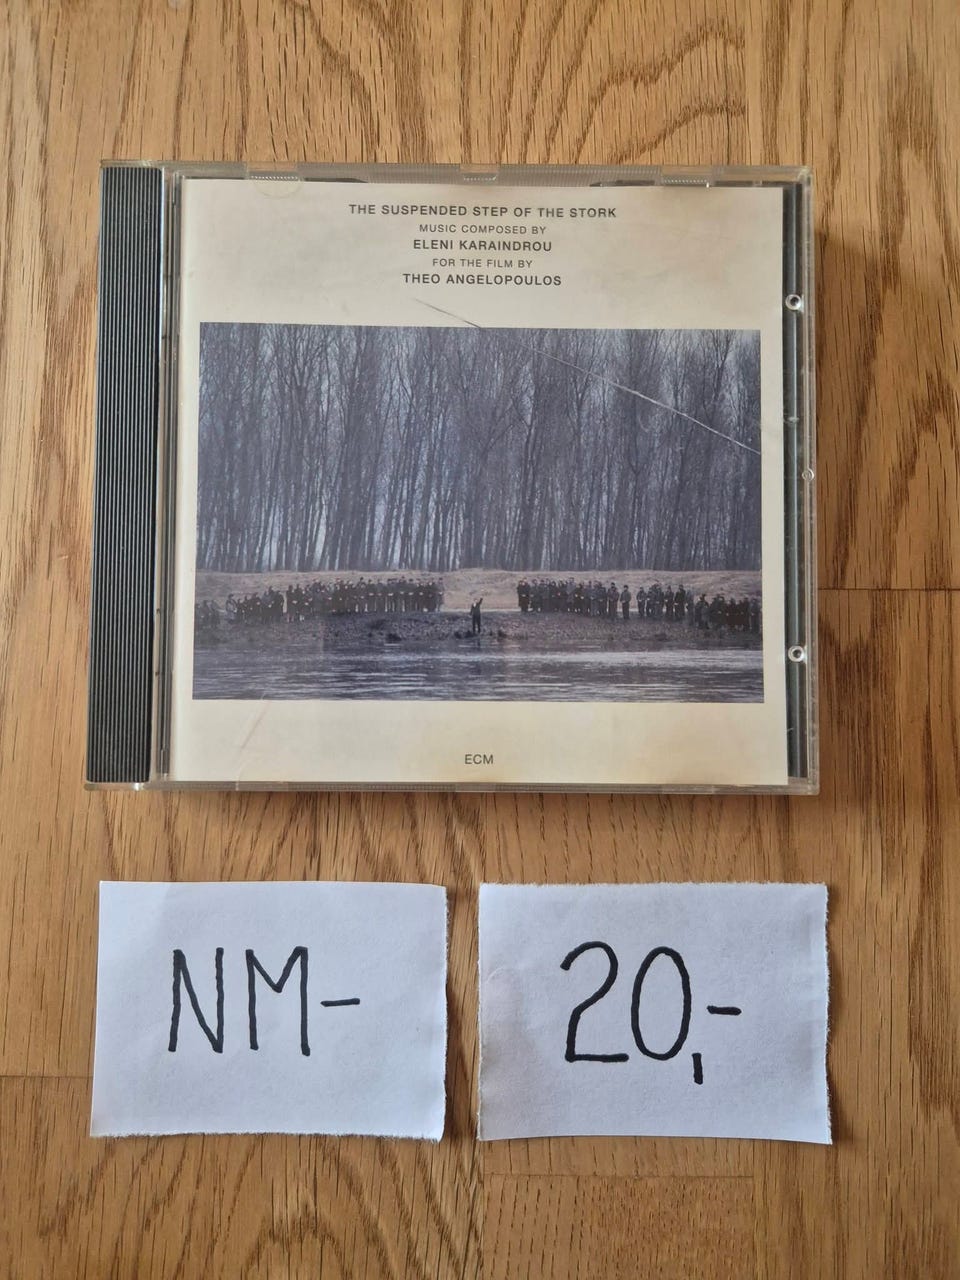 THE SUSPENDED STEP OF THE STORK
MUSIC COMPOSED BY
ELENI KARAINDROU
FOR THE FILM BY
THEO ANGELOPOULOS
ECM
NM-
20,-